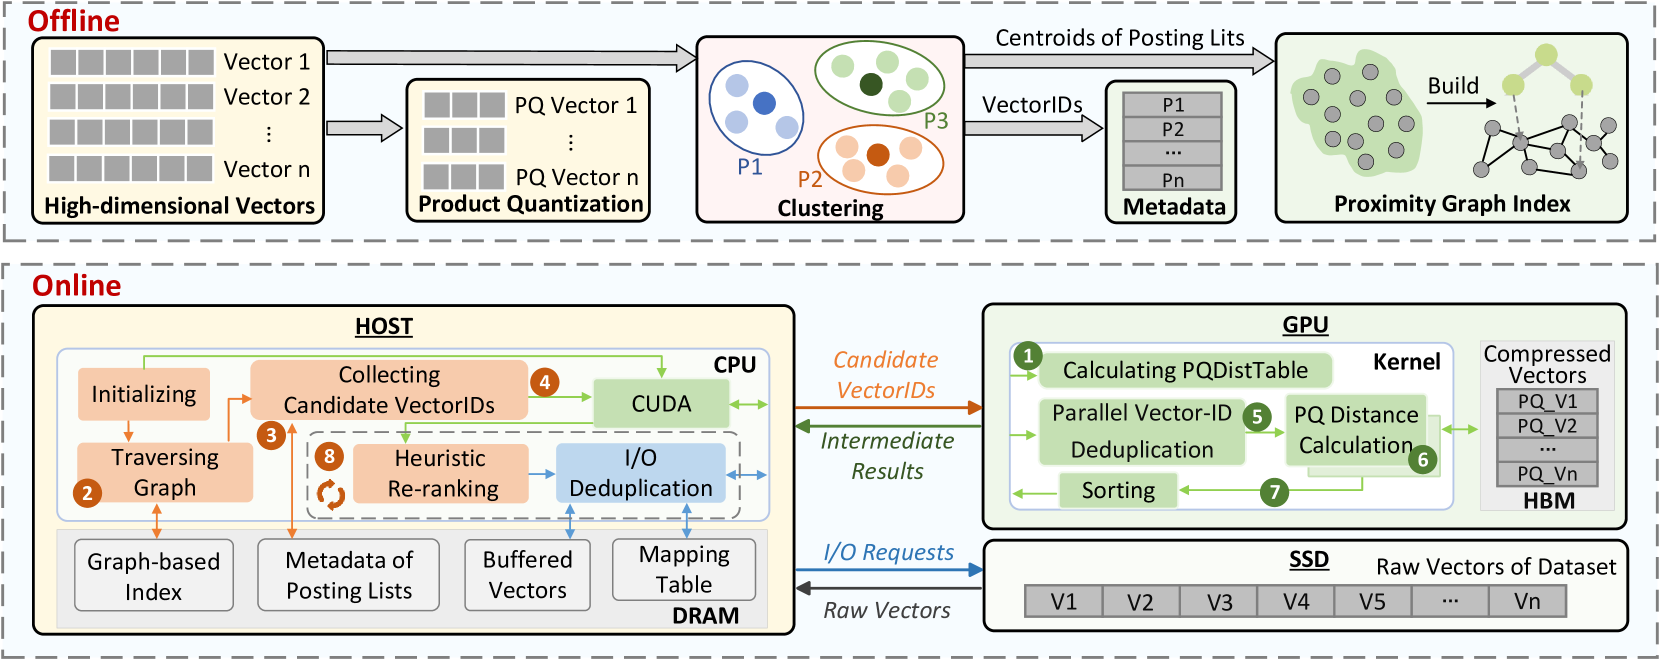 Offline
Vector 1
Vector 2
⋮
Vector n
High-dimensional Vectors
PQ Vector 1
⋮
PQ Vector n
Product Quantization
P1
P3
P2
Clustering
Centroids of Posting Lits
VectorIDs
P1
P2
...
Pn
Metadata
Build
Proximity Graph Index
Online
HOST
CPU
Initializing
Collecting
Candidate VectorIDs
4
CUDA
3
Traversing
Graph
2
8
Heuristic
Re-ranking
I/O
Deduplication
Graph-based
Index
Metadata of
Posting Lists
Buffered
Vectors
Mapping
Table
DRAM
Candidate
VectorIDs
Intermediate
Results
I/O Requests
Raw Vectors
GPU
1
Calculating PQDistTable
Kernel
Parallel Vector-ID
Deduplication
5
PQ Distance
Calculation
6
Sorting
7
Compressed
Vectors
PQ_V1
PQ_V2
...
PQ_Vn
HBM
SSD
Raw Vectors of Dataset
V1 V2 V3 V4 V5 ... Vn